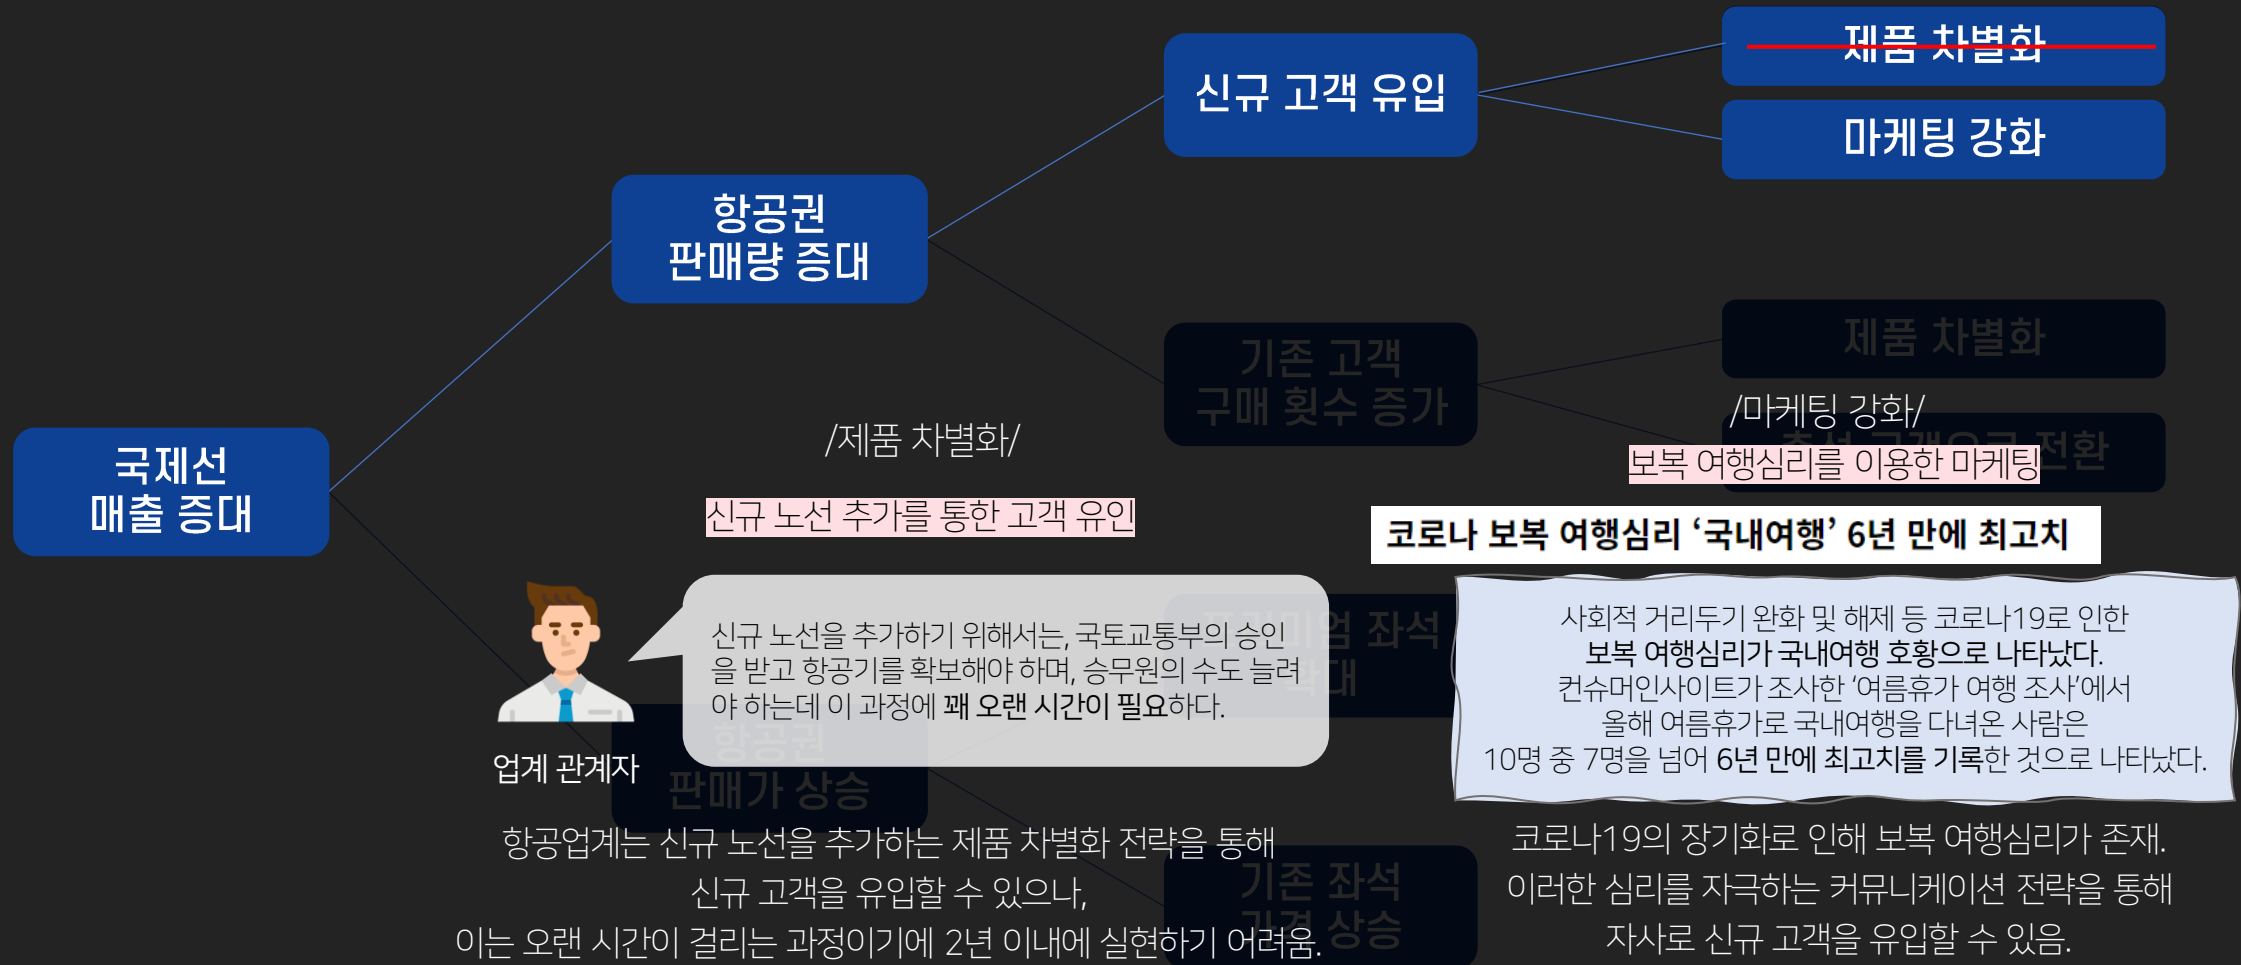 제품 차별화
신규 고객 유입
마케팅 강화
항공권
판매량 증대
제품 차별화
기존 고객
구매 횟수 증가
전환
국제선
매출 증대
/제품 차별화/
신규 노선 추가를 통한 고객 유인
신규 노선을 추가하기 위해서는, 국토교통부의 승인
을 받고 항공기를 확보해야 하며, 승무원의 수도 늘려
야 하는데 이 과정에 꽤 오랜 시간이 필요하다.
업계 관계자
좌석
항공권
판매가 상승
항공업계는 신규 노선을 추가하는 제품 차별화 전략을 통해
신규 고객을 유입할 수 있으나,
이는 오랜 시간이 걸리는 과정이기에 2년 이내에 실현하기 어려움.
기존 좌석
가격 상승
/마케팅 강화/
보복 여행심리를 이용한 마케팅
코로나 보복 여행심리 ‘국내여행’ 6년 만에 최고치
사회적 거리두기 완화 및 해제 등 코로나19로 인한
보복 여행심리가 국내여행 호황으로 나타났다.
컨슈머인사이트가 조사한 ‘여름휴가 여행 조사’에서
올해 여름휴가로 국내여행을 다녀온 사람은
10명 중 7명을 넘어 6년 만에 최고치를 기록한 것으로 나타났다.
코로나19의 장기화로 인해 보복 여행심리가 존재.
이러한 심리를 자극하는 커뮤니케이션 전략을 통해
자사로 신규 고객을 유입할 수 있음.